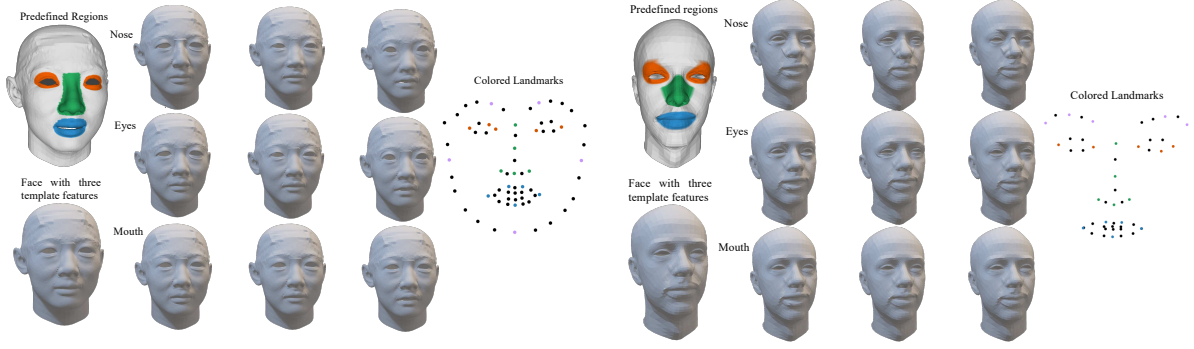 Predefined Regions
Nose
Eyes
Face with three
template features
Mouth
Colored Landmarks
Predefined regions
Nose
Eyes
Face with three
template features
Mouth
Colored Landmarks